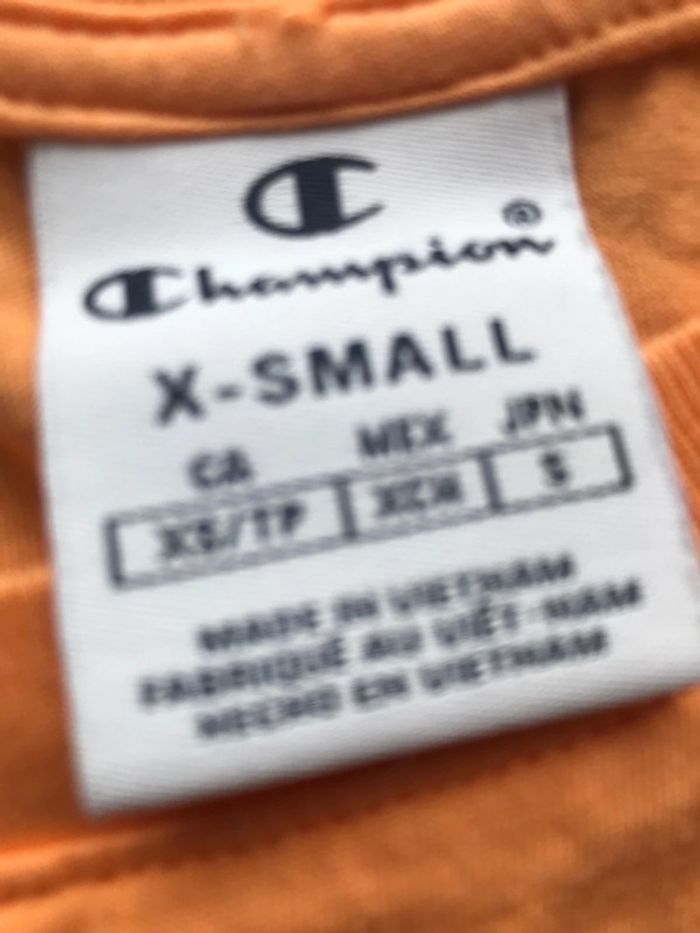 Champion®
X-SMALL
CA MEX JPN
XS/TP XCH S
MADE IN VIETNAM
FABRIQUÉ AU VIÊT-NAM
HECHO EN VIETNAM